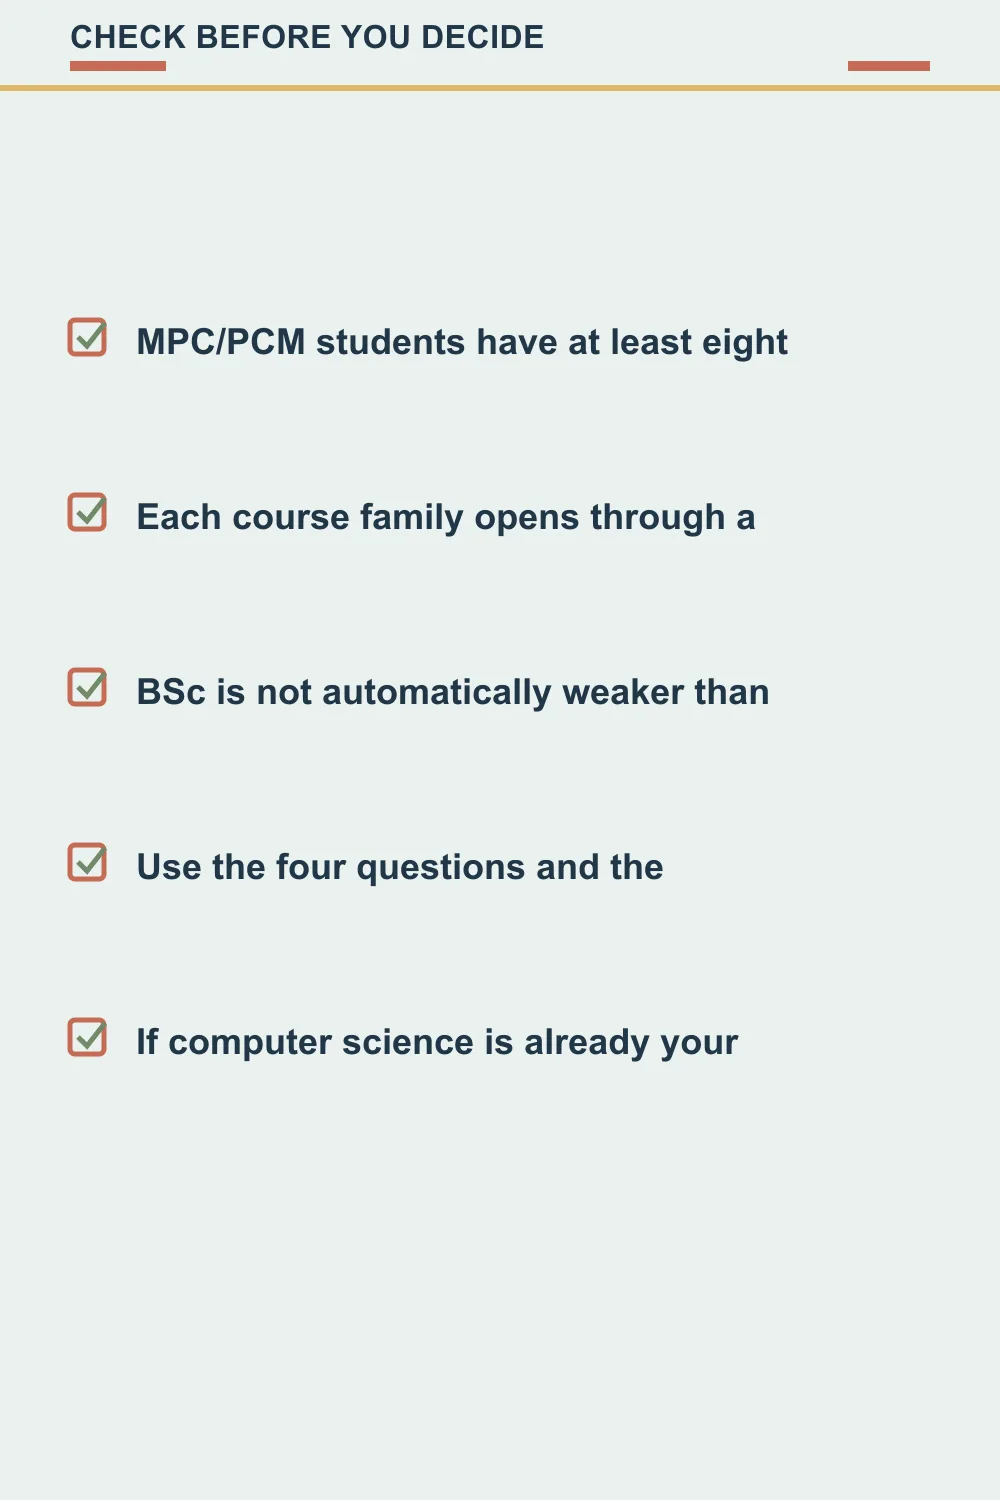 CHECK BEFORE YOU DECIDE
MPC/PCM students have at least eight
Each course family opens through a
BSc is not automatically weaker than
Use the four questions and the
If computer science is already your